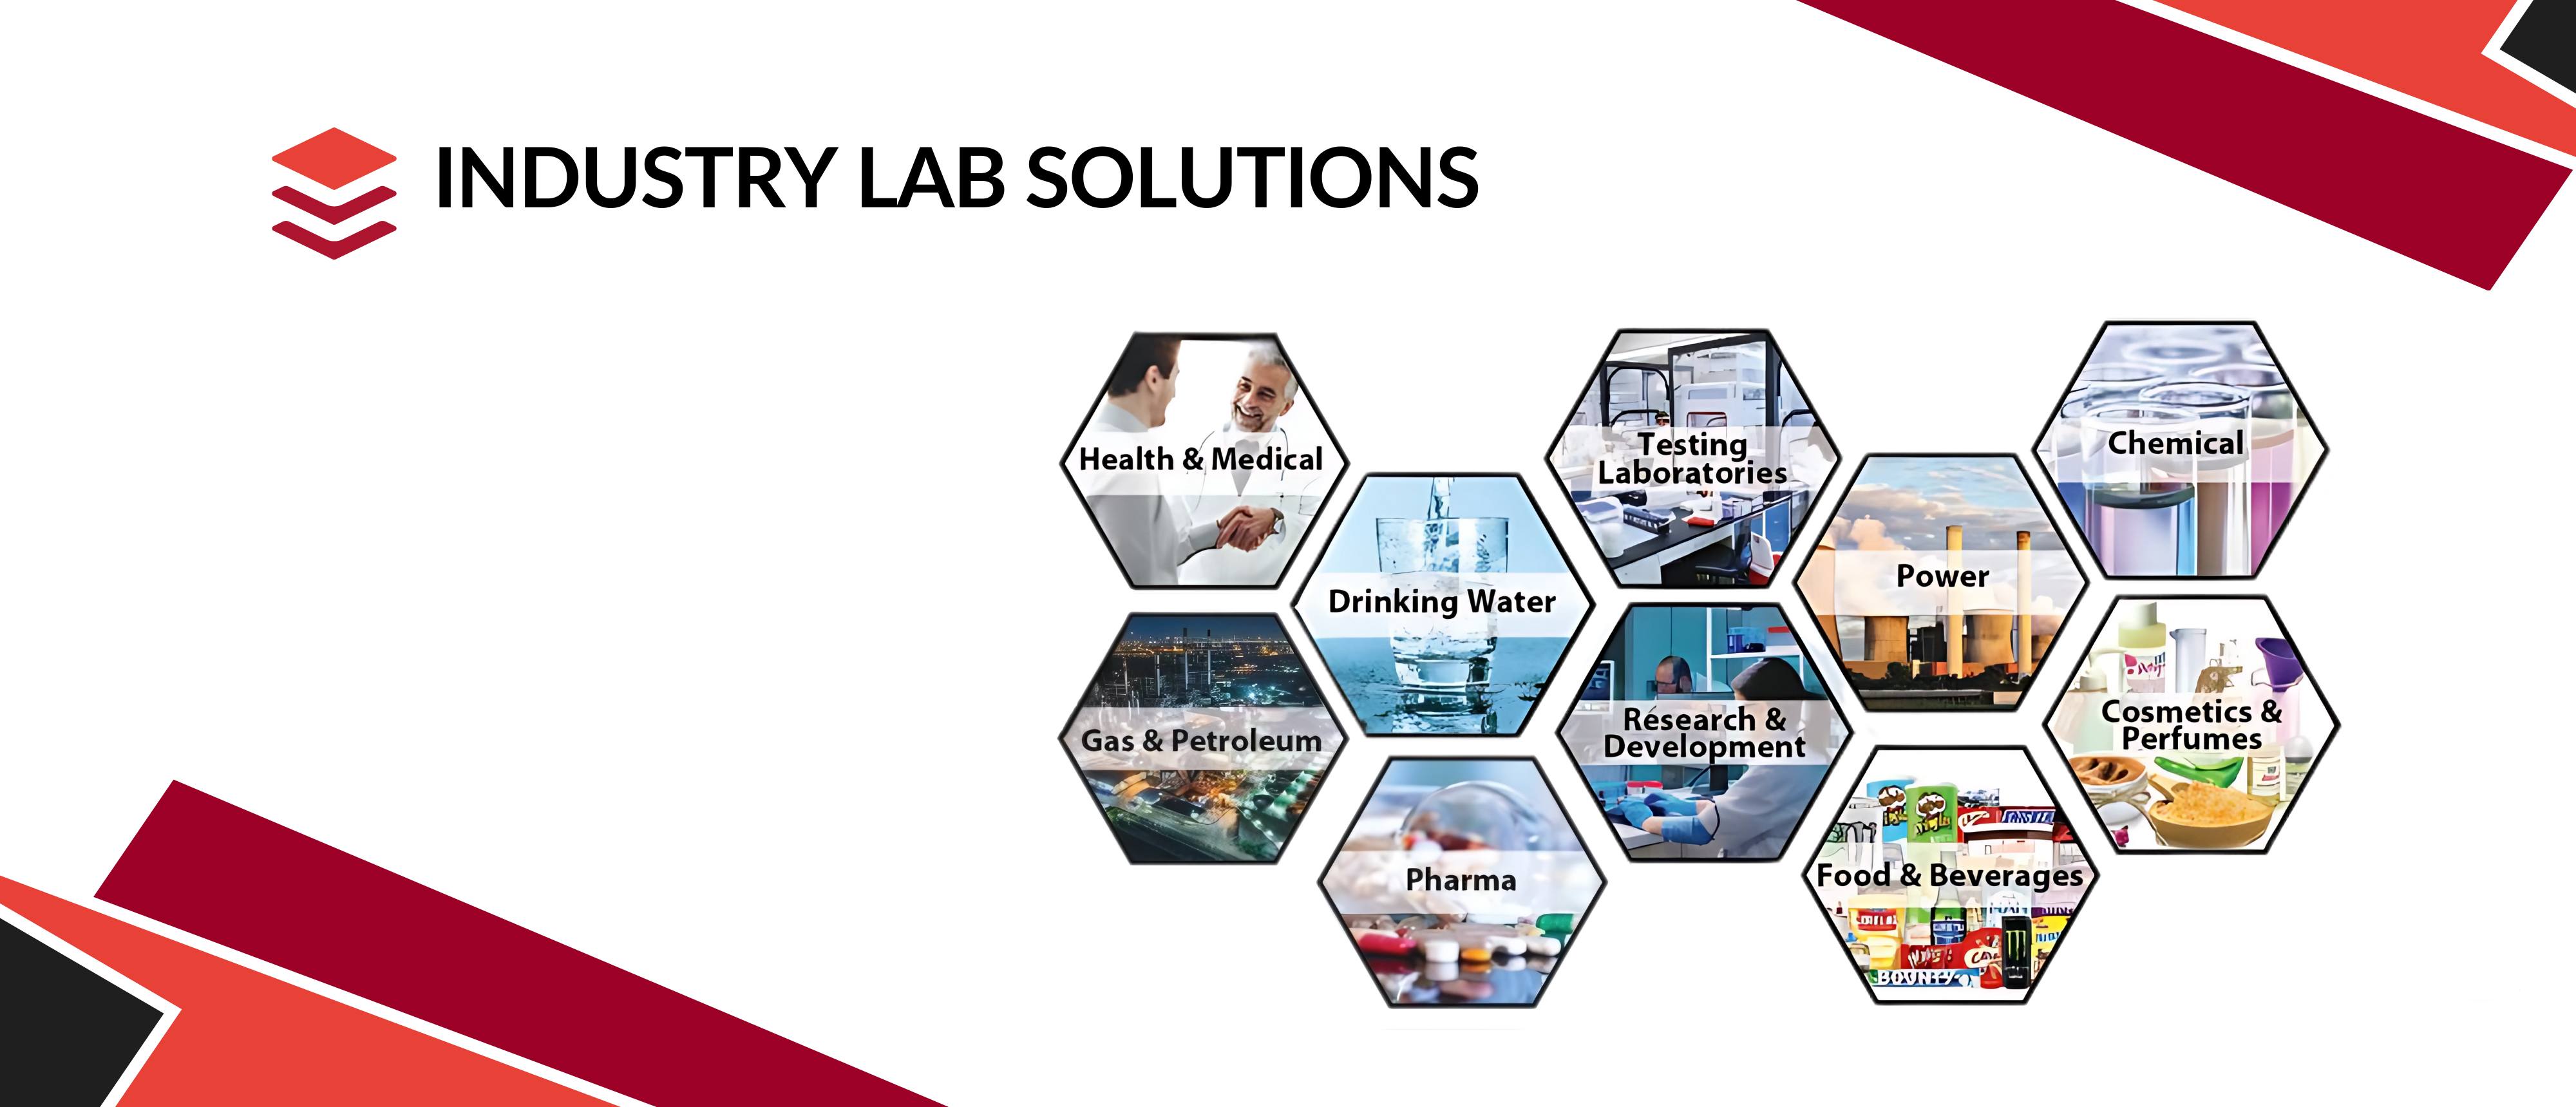 INDUSTRY LAB SOLUTIONS
Health & Medical
Testing
Laboratories
Chemical
Drinking Water
Power
Gas & Petroleum
Research &
Development
Cosmetics &
Perfumes
Pharma
Food & Beverages
BOUNTY